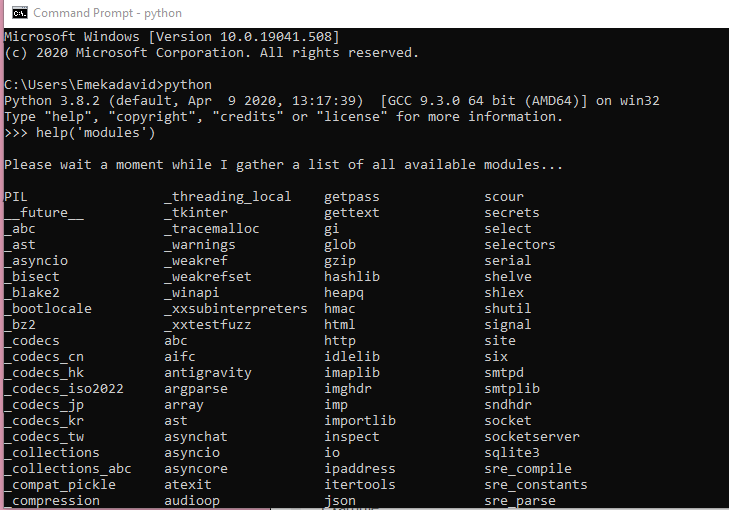 Command Prompt - python
Microsoft Windows [Version 10.0.19041.508]
(c) 2020 Microsoft Corporation. All rights reserved.
C:\Users\Emekadavid>python
Python 3.8.2 (default, Apr  9 2020, 13:17:39)  [GCC 9.3.0 64 bit (AMD64)] on win32
Type "help", "copyright", "credits" or "license" for more information.
>>> help('modules')
Please wait a moment while I gather a list of all available modules...
PIL                 _threading_local    getpass             scour
__future__          _tkinter            gettext             secrets
_abc                _tracemalloc        gi                  select
_ast                _warnings           glob                selectors
_asyncio            _weakref            gzip                serial
_bisect             _weakrefset         hashlib             shelve
_blake2             _winapi             heapq               shlex
_bootlocale         _xxsubinterpreters  hmac                shutil
_bz2                _xxtestfuzz         html                signal
_codecs             abc                 http                site
_codecs_cn          aifc                idlelib             six
_codecs_hk          antigravity         imaplib             smtpd
_codecs_iso2022     argparse            imghdr              smtplib
_codecs_jp          array               imp                 sndhdr
_codecs_kr          ast                 importlib           socket
_codecs_tw          asynchat            inspect             socketserver
_collections        asyncio             io                  sqlite3
_collections_abc    asyncore            ipaddress           sre_compile
_compat_pickle      atexit              itertools           sre_constants
_compression        audioop             json                sre_parse